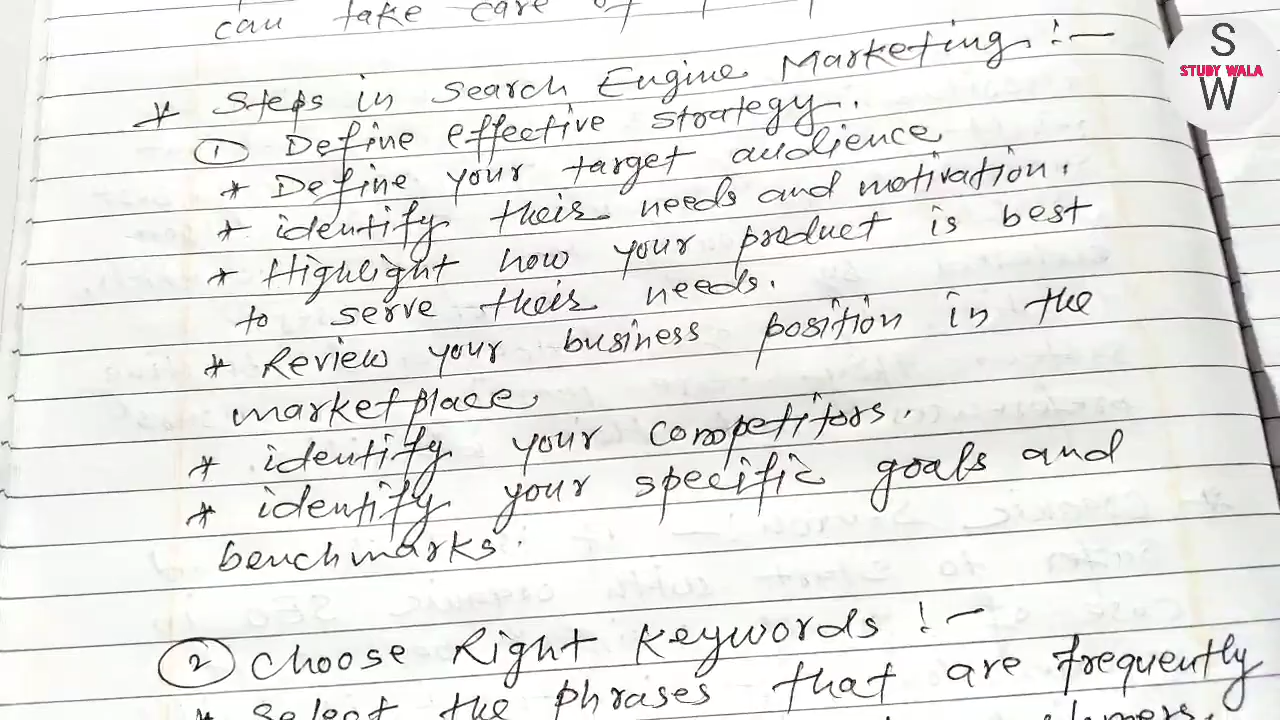 can take care of
* Steps in Search Engine Marketing :-
① Define effective strategy.
* Define your target audience
* identify their needs and motivation.
* Highlight how your product is best
to serve their needs.
* Review your business position in the
marketplace
* identify your competitors.
* identify your specific goals and
benchmarks.
② Choose Right Keywords :-
* Select the phrases that are frequently
S
STUDY WALA
W